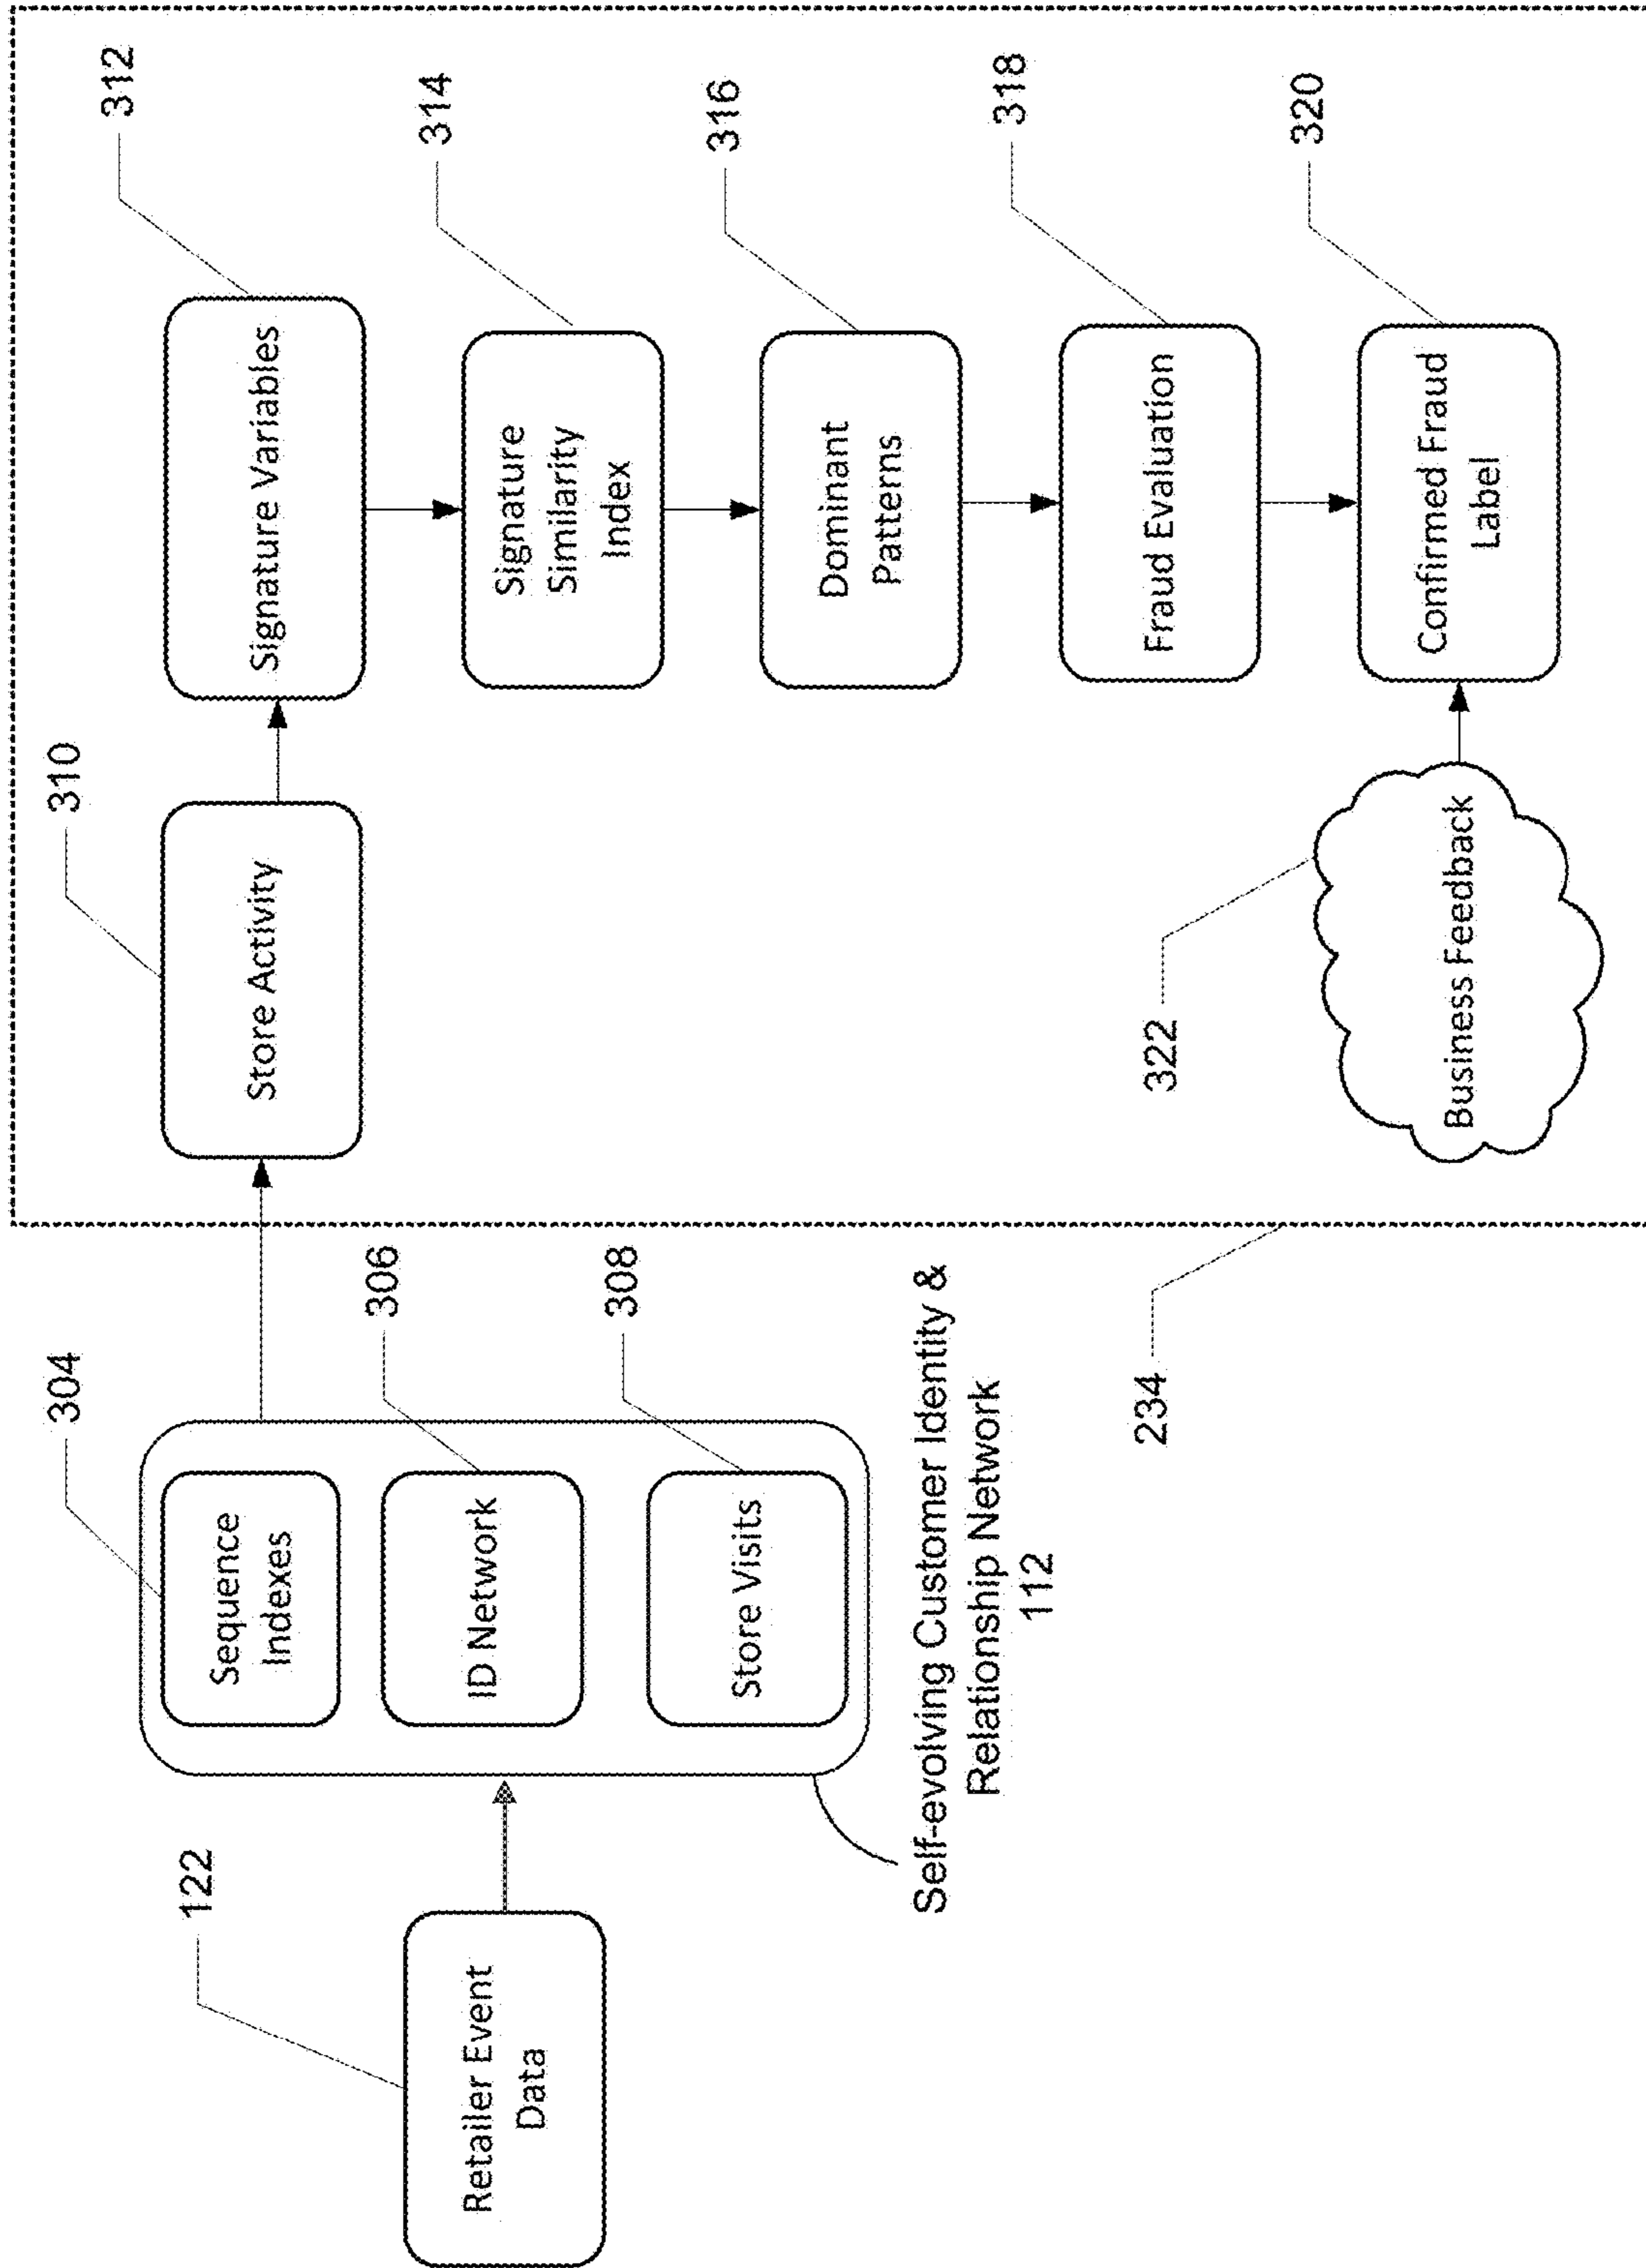 122
Retailer Event
Data
304
Sequence
Indexes
306
ID Network
308
Store Visits
Self-evolving Customer Identity &
Relationship Network
112
310
Store Activity
312
Signature Variables
314
Signature
Similarity
Index
316
Dominant
Patterns
318
Fraud Evaluation
320
Confirmed Fraud
Label
322
Business Feedback
234